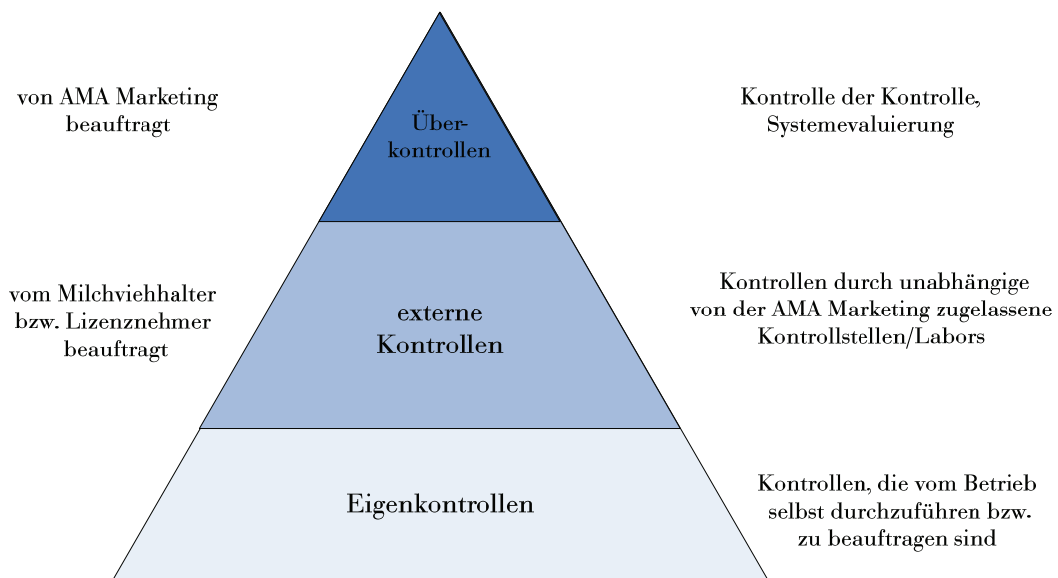 von AMA Marketing
beauftragt
Über-
kontrollen
Kontrolle der Kontrolle,
Systemevaluierung
vom Milchviehhalter
bzw. Lizenznehmer
beauftragt
externe
Kontrollen
Kontrollen durch unabhängige
von der AMA Marketing zugelassene
Kontrollstellen/Labors
Eigenkontrollen
Kontrollen, die vom Betrieb
selbst durchzuführen bzw.
zu beauftragen sind